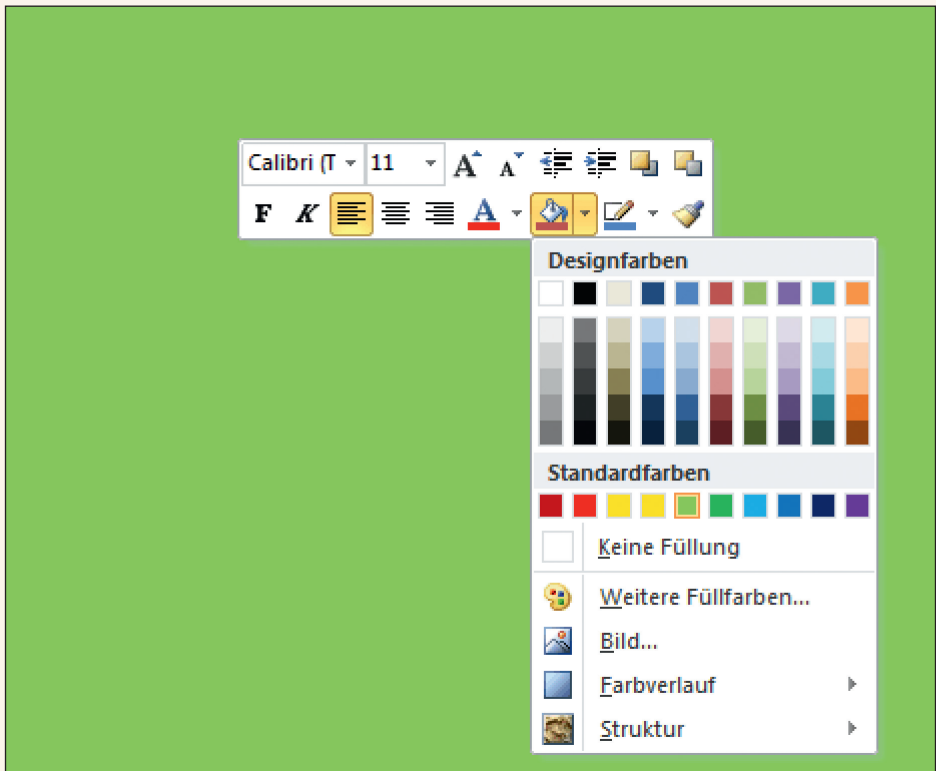 Calibri (T 11 A A
F K A
Designfarben
Standardfarben
Keine Füllung
Weitere Füllfarben...
Bild...
Farbverlauf
Struktur